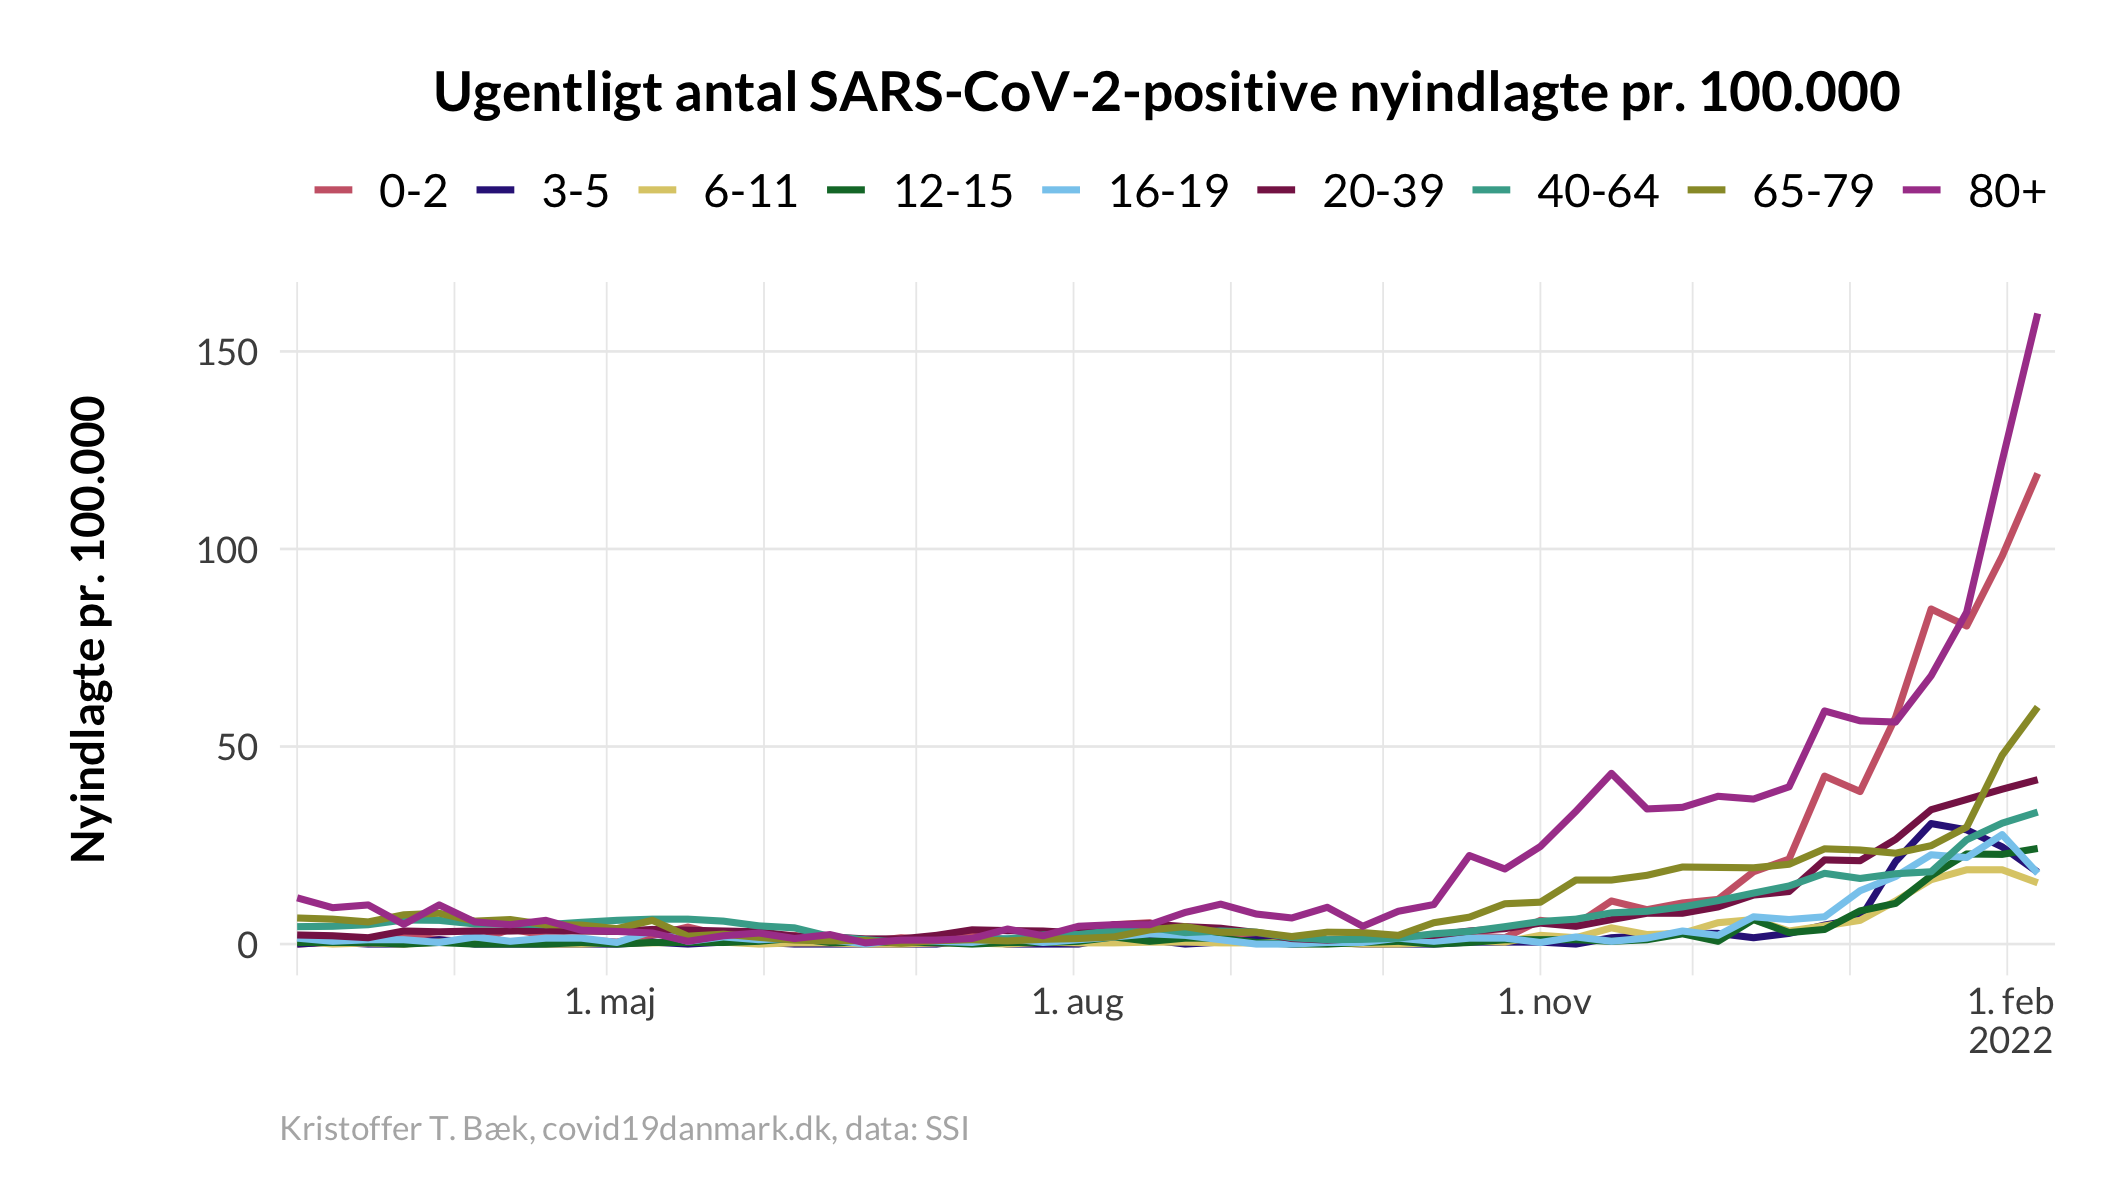 Ugentligt antal SARS-CoV-2-positive nyindlagte pr. 100.000
0-2 3-5 6-11 12-15 16-19 20-39 40-64 65-79 80+
Nyindlagte pr. 100.000
150
100
50
0
1. maj 1. aug 1. nov 1. feb
2022
Kristoffer T. Bæk, covid19danmark.dk, data: SSI